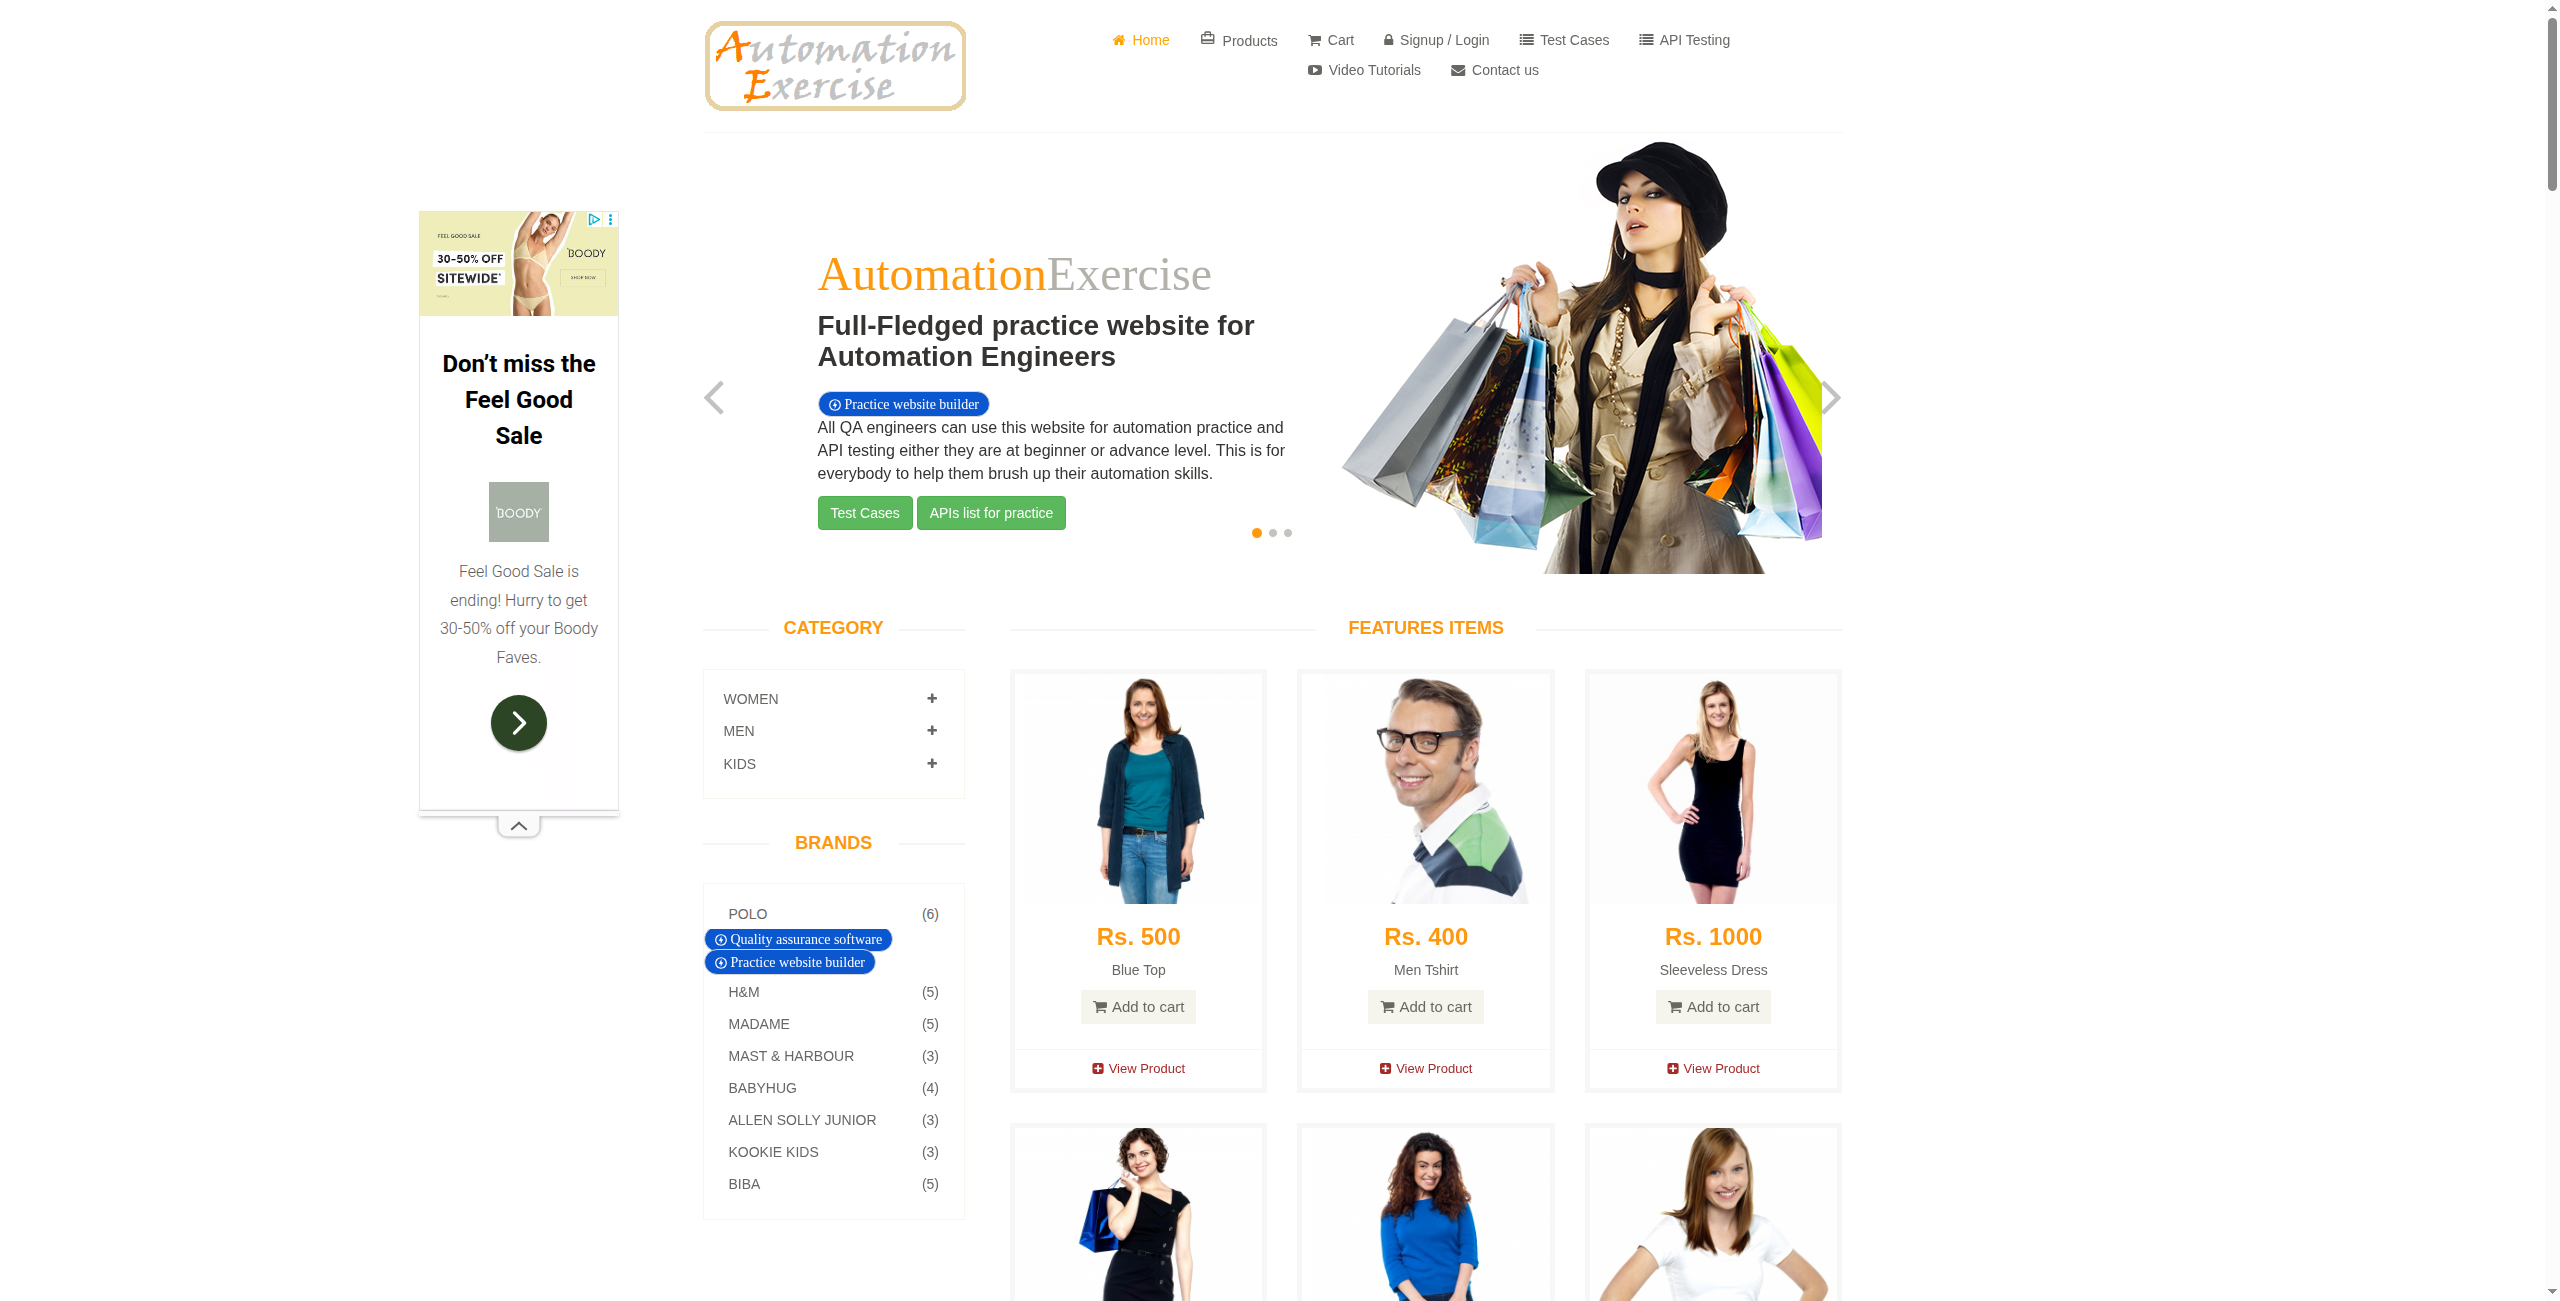 Automation
Exercise
Home
Products
Cart
Signup / Login
Test Cases
API Testing
Video Tutorials
Contact us
FEEL GOOD SALE
30-50% OFF
SITEWIDE*
BOODY
SHOP NOW
Don't miss the
Feel Good
Sale
BOODY
Feel Good Sale is
ending! Hurry to get
30-50% off your Boody
Faves.
AutomationExercise
Full-Fledged practice website for
Automation Engineers
Practice website builder
All QA engineers can use this website for automation practice and
API testing either they are at beginner or advance level. This is for
everybody to help them brush up their automation skills.
Test Cases
APIs list for practice
CATEGORY
WOMEN
MEN
KIDS
BRANDS
POLO (6)
Quality assurance software
Practice website builder
H&M (5)
MADAME (5)
MAST & HARBOUR (3)
BABYHUG (4)
ALLEN SOLLY JUNIOR (3)
KOOKIE KIDS (3)
BIBA (5)
FEATURES ITEMS
Rs. 500
Blue Top
Add to cart
View Product
Rs. 400
Men Tshirt
Add to cart
View Product
Rs. 1000
Sleeveless Dress
Add to cart
View Product